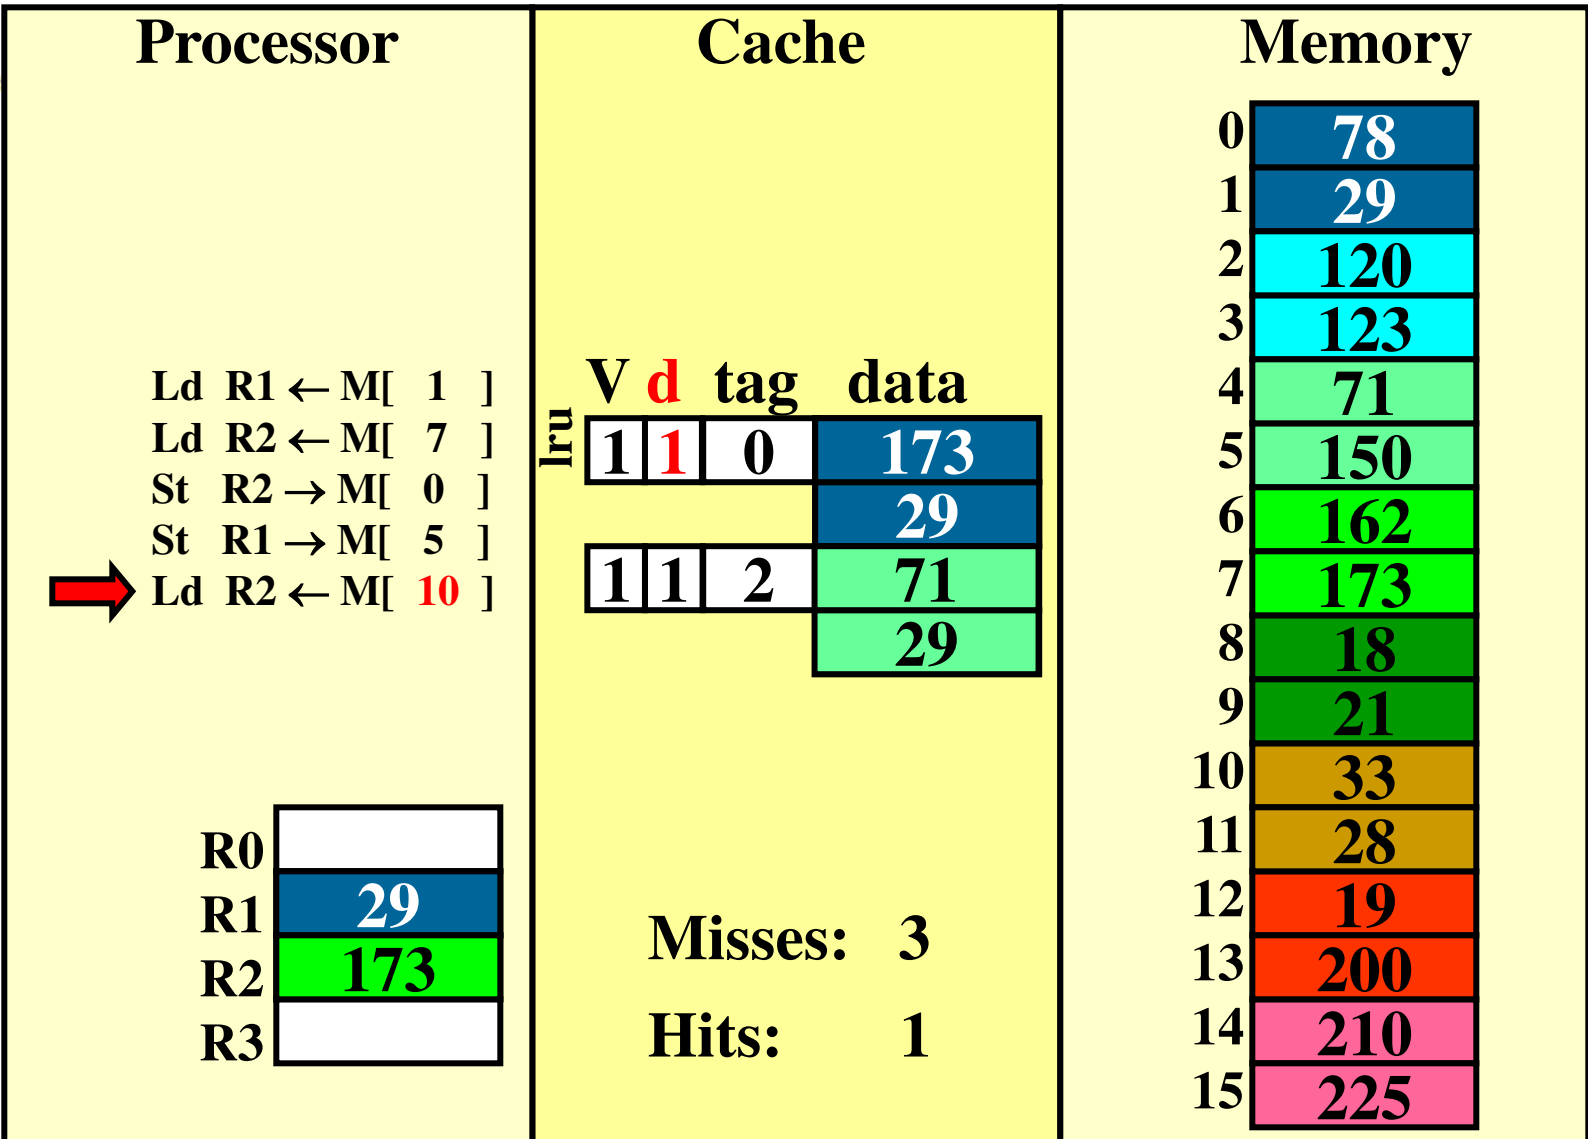 Processor
Ld R1 ← M[ 1 ]
Ld R2 ← M[ 7 ]
St R2 → M[ 0 ]
St R1 → M[ 5 ]
Ld R2 ← M[ 10 ]
R0
R1 29
R2 173
R3
Cache
V d tag data
lru
1 1 0 173
29
1 1 2 71
29
Misses: 3
Hits: 1
Memory
0 78
1 29
2 120
3 123
4 71
5 150
6 162
7 173
8 18
9 21
10 33
11 28
12 19
13 200
14 210
15 225